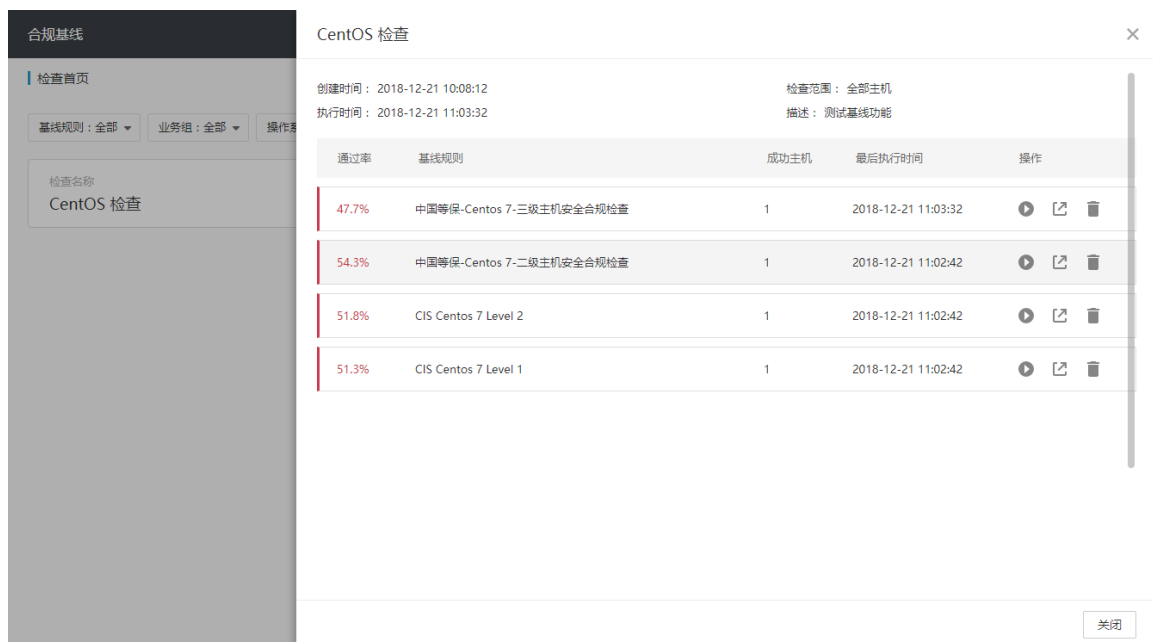 合规基线
检查首页
基线规则：全部 业务组：全部 操作系
检查名称
CentOS 检查
CentOS 检查
创建时间： 2018-12-21 10:08:12 检查范围： 全部主机
执行时间： 2018-12-21 11:03:32 描述： 测试基线功能
通过率 基线规则 成功主机 最后执行时间 操作
47.7% 中国等保-Centos 7-三级主机安全合规检查 1 2018-12-21 11:03:32
54.3% 中国等保-Centos 7-二级主机安全合规检查 1 2018-12-21 11:02:42
51.8% CIS Centos 7 Level 2 1 2018-12-21 11:02:42
51.3% CIS Centos 7 Level 1 1 2018-12-21 11:02:42
关闭